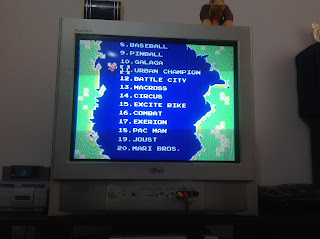 8.BASEBALL
9.PINBALL
10.GALAGA
11.URBAN CHAMPION
12.BATTLE CITY
13.MACROSS
14.CIRCUS
15.EXCITE BIKE
16.COMBAT
17.EXERION
18.PAC MAN
19.JOUST
20.MARI BROS.